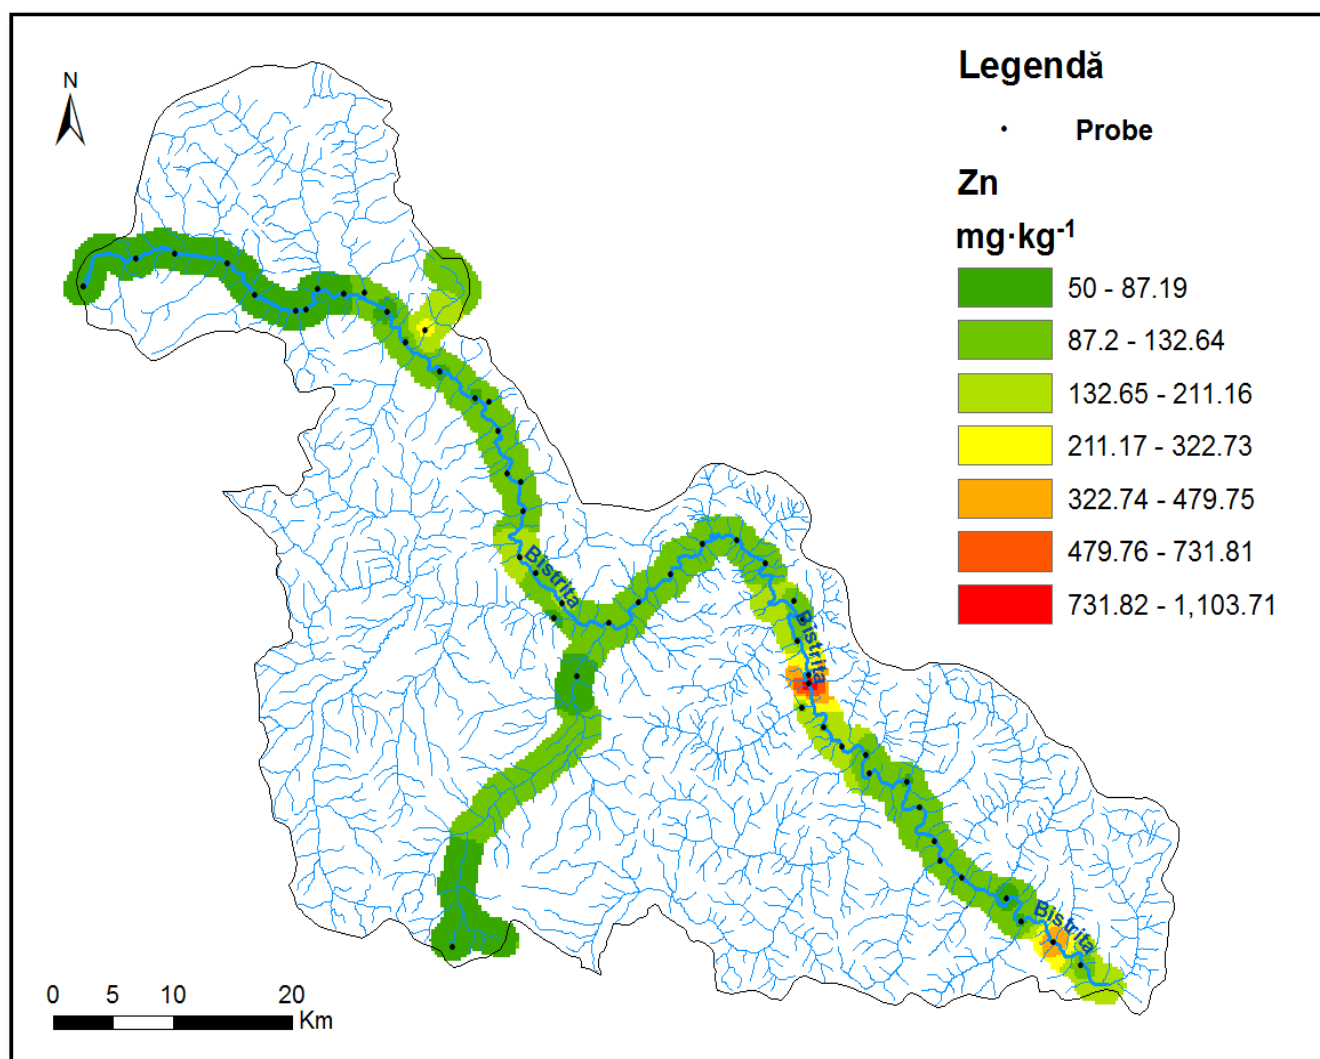 Legendă
N
Probe
Zn
mg·kg-1
50 - 87.19
87.2 - 132.64
132.65 - 211.16
211.17 - 322.73
322.74 - 479.75
479.76 - 731.81
731.82 - 1,103.71
Bistrita
Bistrita
Bistrita
0 5 10 20
Km